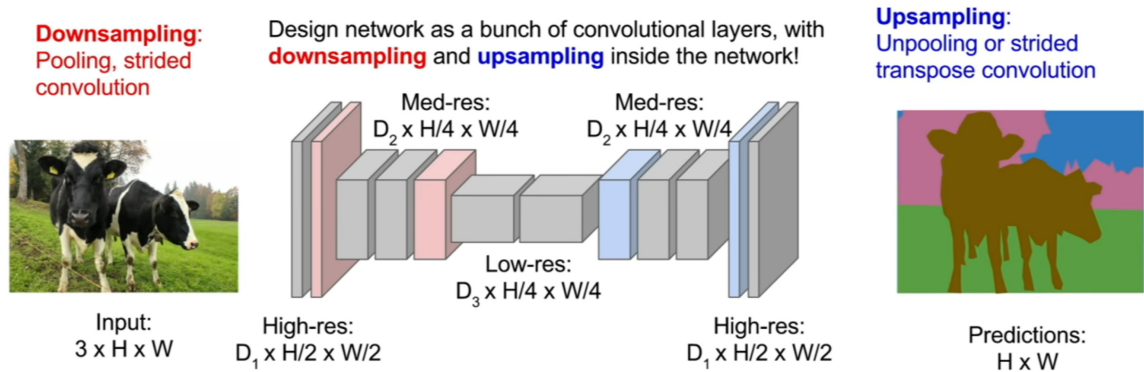 Downsampling:
Pooling, strided
convolution
Design network as a bunch of convolutional layers, with
downsampling and upsampling inside the network!
Upsampling:
Unpooling or strided
transpose convolution
Med-res:
D2 x H/4 x W/4
Med-res:
D2 x H/4 x W/4
Low-res:
D3 x H/4 x W/4
Input:
3 x H x W
High-res:
D1 x H/2 x W/2
High-res:
D1 x H/2 x W/2
Predictions:
H x W